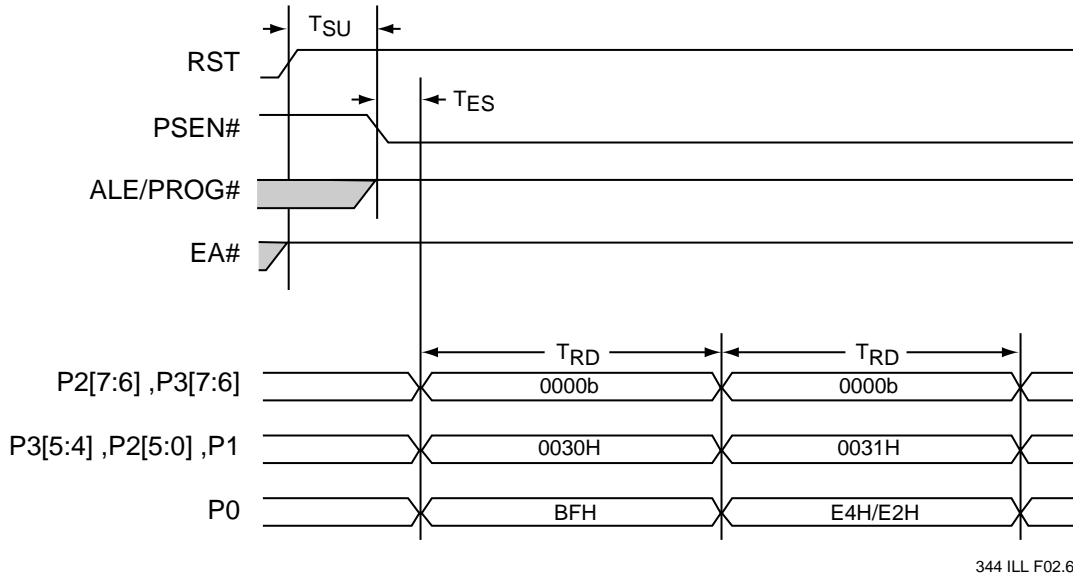 TSU
RST
TES
PSEN#
ALE/PROG#
EA#
TRD TRD
P2[7:6] ,P3[7:6] 0000b 0000b
P3[5:4] ,P2[5:0] ,P1 0030H 0031H
P0 BFH E4H/E2H
344 ILL F02.6